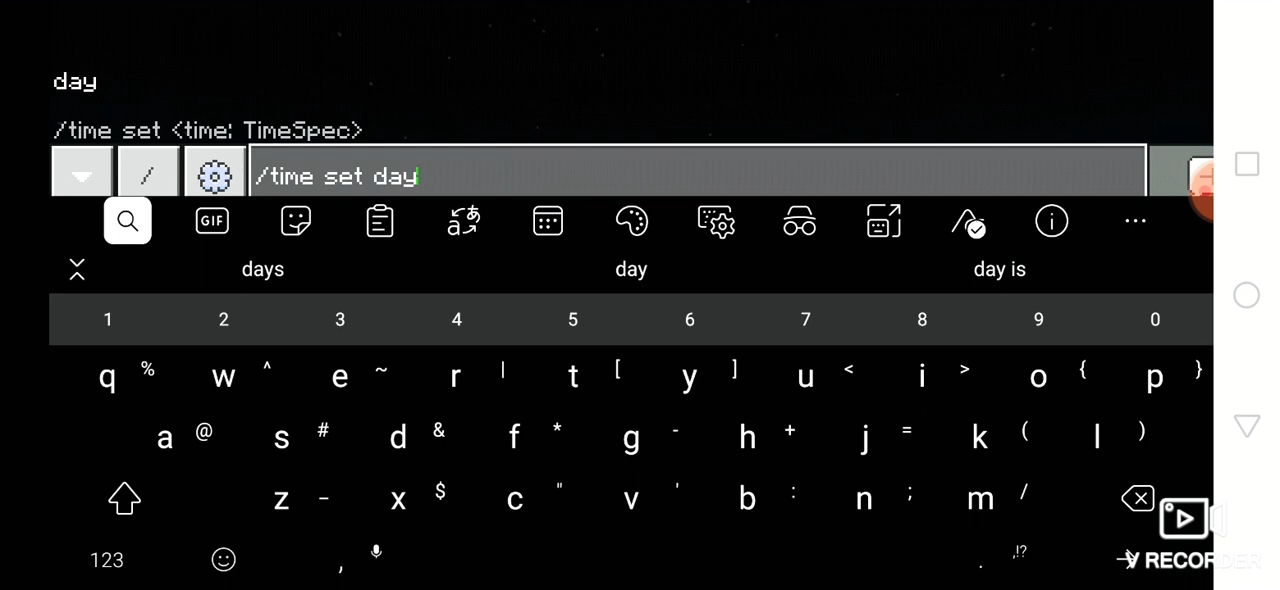 day
/time set <time: TimeSpec>
/ /time set day
GIF
days day day is
1 2 3 4 5 6 7 8 9 0
q % w ^ e ~ r | t [ y ] u < i > o { p }
a @ s # d & f * g - h + j = k ( l )
z _ x $ c " v ' b : n ; m /
123 , . ,!?
V RECORDER